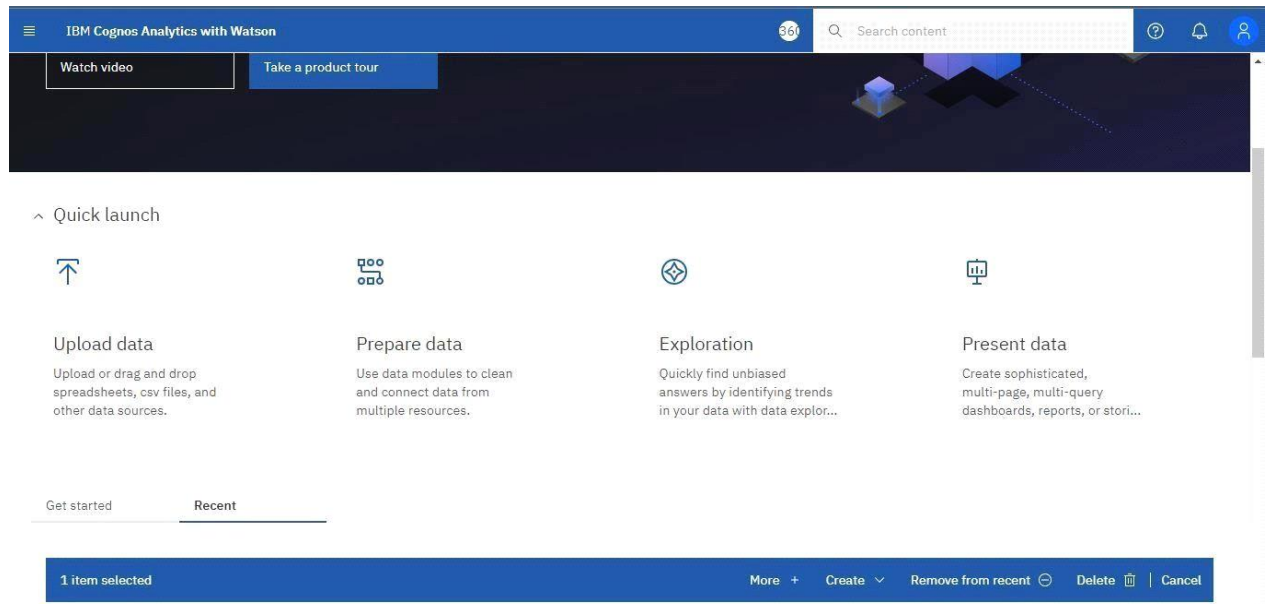 IBM Cognos Analytics with Watson
360
Search content
Watch video
Take a product tour
Quick launch
Upload data
Upload or drag and drop
spreadsheets, csv files, and
other data sources.
Prepare data
Use data modules to clean
and connect data from
multiple resources.
Exploration
Quickly find unbiased
answers by identifying trends
in your data with data explor...
Present data
Create sophisticated,
multi-page, multi-query
dashboards, reports, or stori...
Get started
Recent
1 item selected
More +
Create
Remove from recent
Delete
Cancel